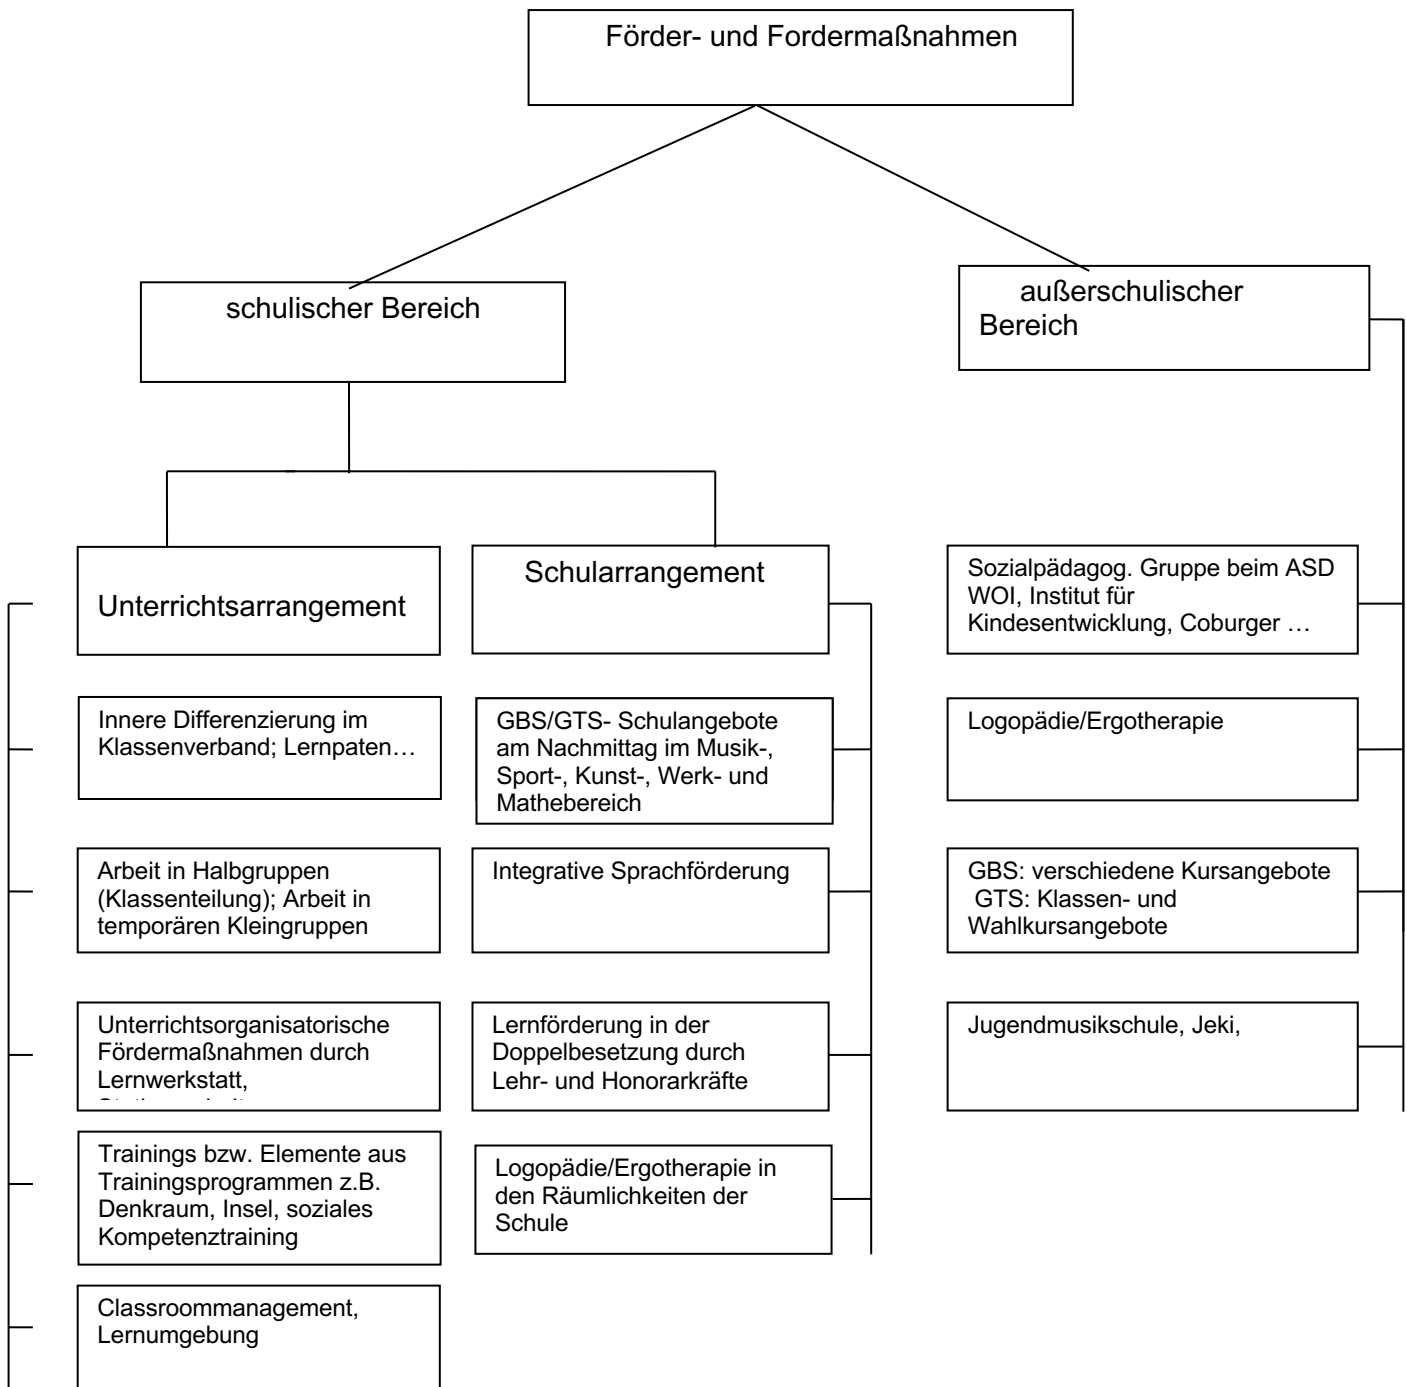 Förder- und Fordermaßnahmen
schulischer Bereich
außerschulischer
Bereich
Unterrichtsarrangement
Schularrangement
Sozialpädagog. Gruppe beim ASD
WOI, Institut für
Kindesentwicklung, Coburger …
Innere Differenzierung im
Klassenverband; Lernpaten…
GBS/GTS- Schulangebote
am Nachmittag im Musik-,
Sport-, Kunst-, Werk- und
Mathebereich
Logopädie/Ergotherapie
Arbeit in Halbgruppen
(Klassenteilung); Arbeit in
temporären Kleingruppen
Integrative Sprachförderung
GBS: verschiedene Kursangebote
GTS: Klassen- und
Wahlkursangebote
Unterrichtsorganisatorische
Fördermaßnahmen durch
Lernwerkstatt,
Lernförderung in der
Doppelbesetzung durch
Lehr- und Honorarkräfte
Jugendmusikschule, Jeki,
Trainings bzw. Elemente aus
Trainingsprogrammen z.B.
Denkraum, Insel, soziales
Kompetenztraining
Logopädie/Ergotherapie in
den Räumlichkeiten der
Schule
Classroommanagement,
Lernumgebung